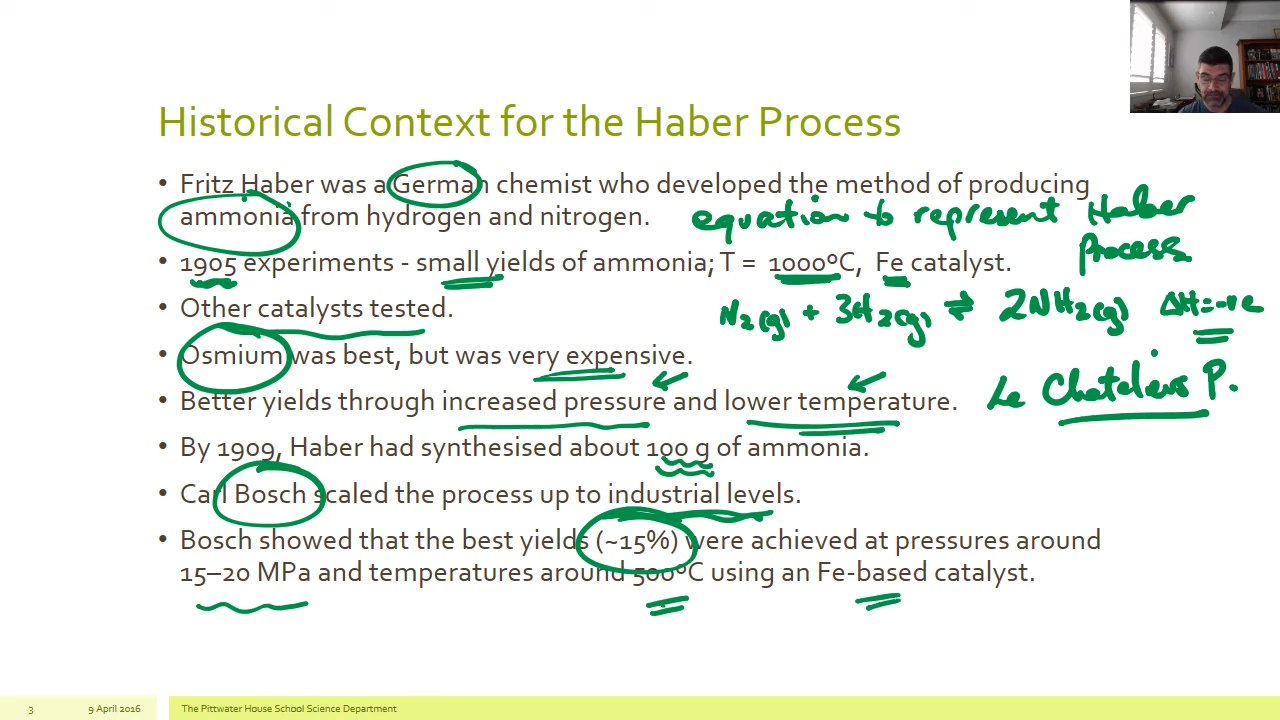 Historical Context for the Haber Process
• Fritz Haber was a German chemist who developed the method of producing
ammonia from hydrogen and nitrogen.
equation to represent Haber
Process
• 1905 experiments - small yields of ammonia; T = 1000ºC, Fe catalyst.
• Other catalysts tested.
N₂(g) + 3H₂(g) ⇌ 2NH₂(g) ΔH=-ve
• Osmium was best, but was very expensive.
• Better yields through increased pressure and lower temperature.
Le Chateliers P.
• By 1909, Haber had synthesised about 100 g of ammonia.
• Carl Bosch scaled the process up to industrial levels.
• Bosch showed that the best yields (~15%) were achieved at pressures around
15–20 MPa and temperatures around 500ºC using an Fe-based catalyst.
3 9 April 2016 The Pittwater House School Science Department